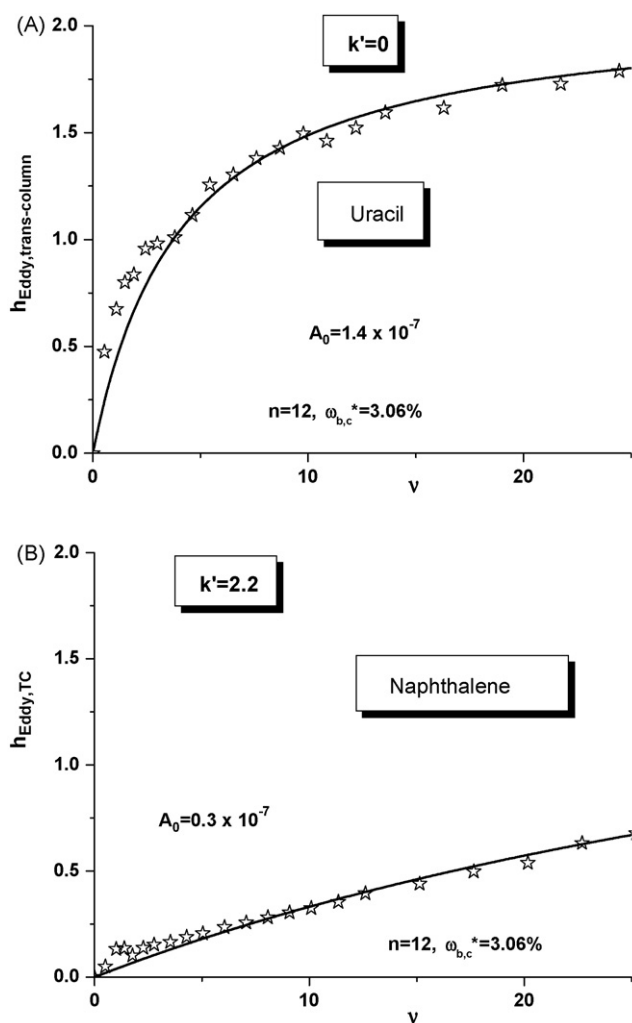 (A)
2.0
k'=0
1.5
Uracil
1.0
h_Eddy,trans-column
A₀=1.4 x 10⁻⁷
0.5
n=12, ω_b,c*=3.06%
0.0
0
10
20
ν
(B)
2.0
k'=2.2
1.5
Naphthalene
1.0
h_Eddy,TC
A₀=0.3 x 10⁻⁷
0.5
n=12, ω_b,c*=3.06%
0.0
0
10
20
ν